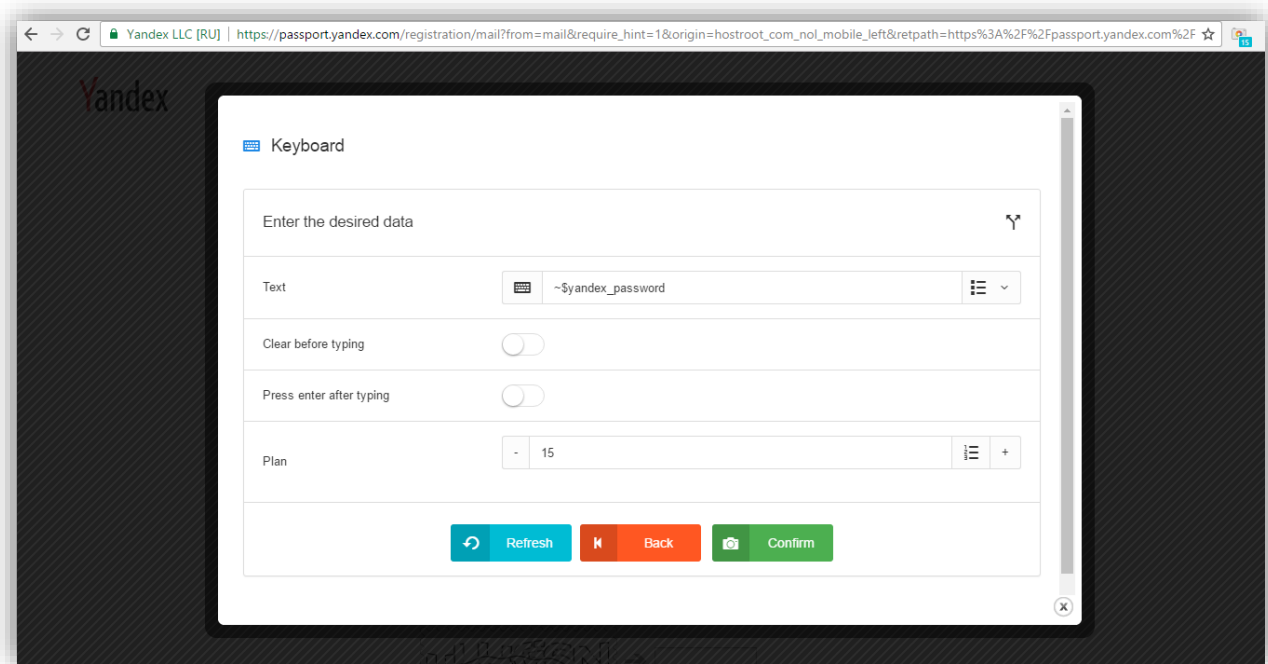 Yandex LLC [RU] | https://passport.yandex.com/registration/mail?from=mail&require_hint=1&origin=hostroot_com_nol_mobile_left&retpath=https%3A%2F%2Fpassport.yandex.com%2F
15
Yandex
Keyboard
Enter the desired data
Text
~$yandex_password
Clear before typing
Press enter after typing
Plan
- 15 +
Refresh Back Confirm
x